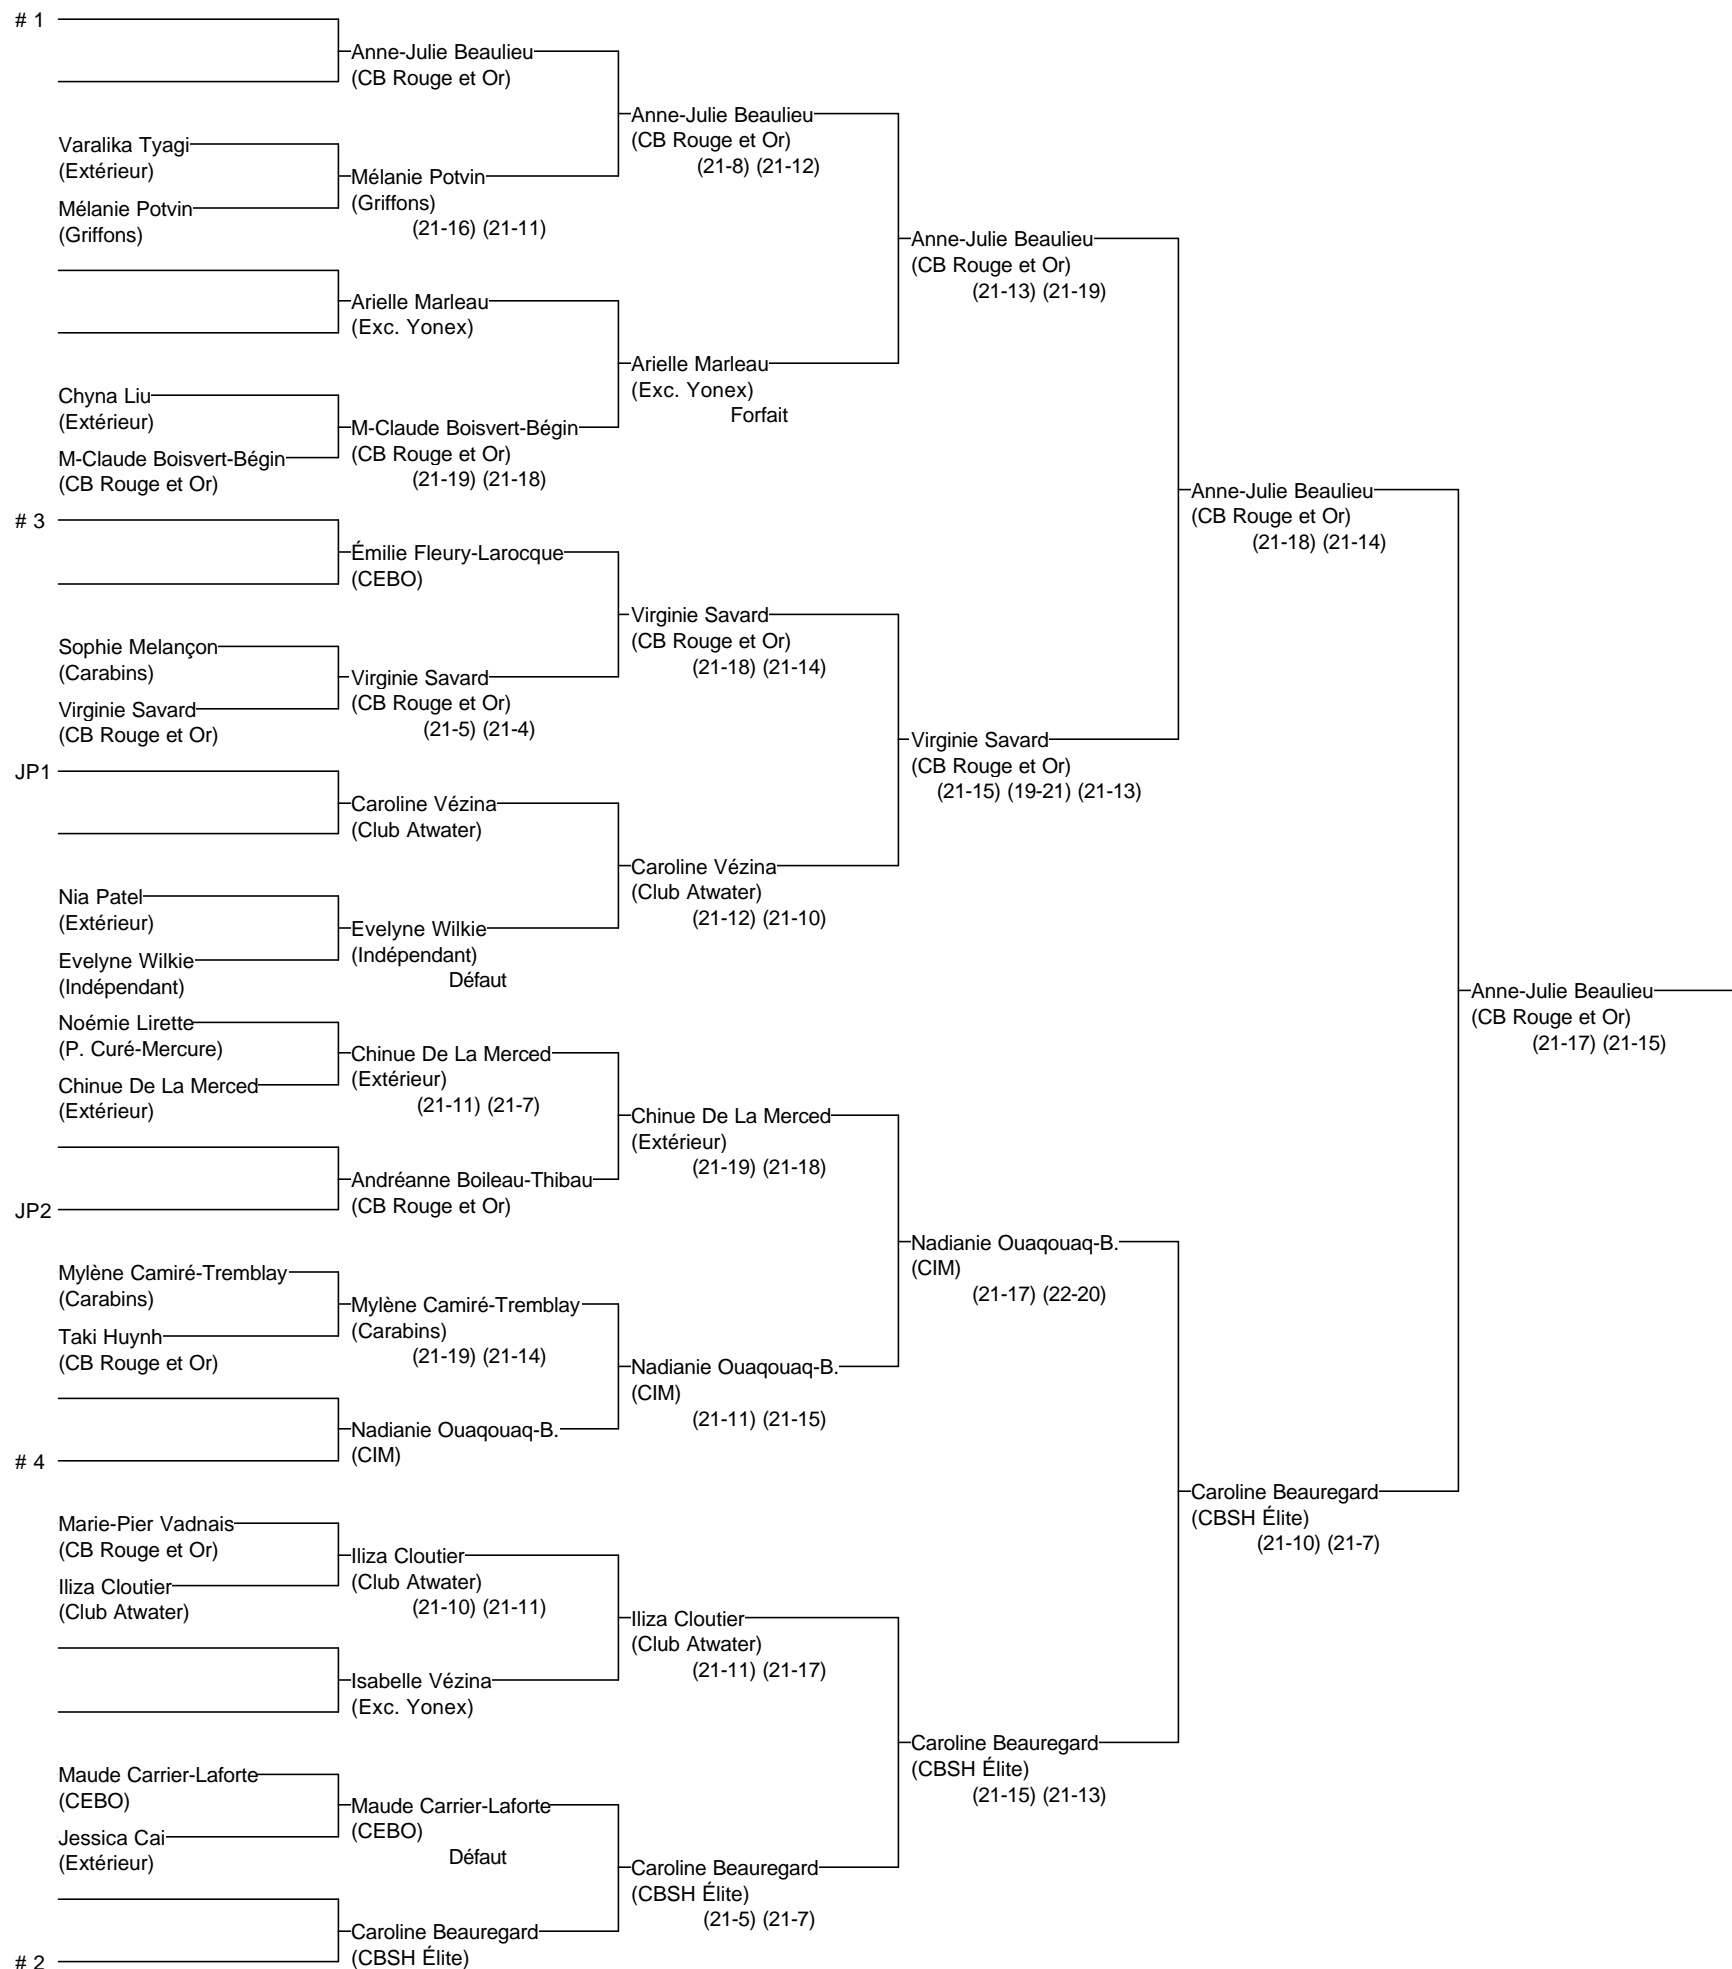 # 1
Anne-Julie Beaulieu
(CB Rouge et Or)
Varalika Tyagi
(Extérieur)
Mélanie Potvin
(Griffons)
Mélanie Potvin
(Griffons)
(21-16) (21-11)
Anne-Julie Beaulieu
(CB Rouge et Or)
(21-8) (21-12)
Arielle Marleau
(Exc. Yonex)
Chyna Liu
(Extérieur)
M-Claude Boisvert-Bégin
(CB Rouge et Or)
M-Claude Boisvert-Bégin
(CB Rouge et Or)
(21-19) (21-18)
Arielle Marleau
(Exc. Yonex)
Forfait
Anne-Julie Beaulieu
(CB Rouge et Or)
(21-13) (21-19)
# 3
Émilie Fleury-Larocque
(CEBO)
Sophie Melançon
(Carabins)
Virginie Savard
(CB Rouge et Or)
Virginie Savard
(CB Rouge et Or)
(21-5) (21-4)
Virginie Savard
(CB Rouge et Or)
(21-18) (21-14)
JP1
Caroline Vézina
(Club Atwater)
Nia Patel
(Extérieur)
Evelyne Wilkie
(Indépendant)
Evelyne Wilkie
(Indépendant)
Défaut
Caroline Vézina
(Club Atwater)
(21-12) (21-10)
Virginie Savard
(CB Rouge et Or)
(21-15) (19-21) (21-13)
Anne-Julie Beaulieu
(CB Rouge et Or)
(21-18) (21-14)
Noémie Lirette
(P. Curé-Mercure)
Chinue De La Merced
(Extérieur)
Chinue De La Merced
(Extérieur)
(21-11) (21-7)
JP2
Andréanne Boileau-Thibau
(CB Rouge et Or)
Chinue De La Merced
(Extérieur)
(21-19) (21-18)
Mylène Camiré-Tremblay
(Carabins)
Taki Huynh
(CB Rouge et Or)
Mylène Camiré-Tremblay
(Carabins)
(21-19) (21-14)
# 4
Nadianie Ouaqouaq-B.
(CIM)
Nadianie Ouaqouaq-B.
(CIM)
(21-11) (21-15)
Nadianie Ouaqouaq-B.
(CIM)
(21-17) (22-20)
Marie-Pier Vadnais
(CB Rouge et Or)
Iliza Cloutier
(Club Atwater)
Iliza Cloutier
(Club Atwater)
(21-10) (21-11)
Isabelle Vézina
(Exc. Yonex)
Iliza Cloutier
(Club Atwater)
(21-11) (21-17)
Maude Carrier-Laforte
(CEBO)
Jessica Cai
(Extérieur)
Maude Carrier-Laforte
(CEBO)
Défaut
# 2
Caroline Beauregard
(CBSH Élite)
Caroline Beauregard
(CBSH Élite)
(21-5) (21-7)
Caroline Beauregard
(CBSH Élite)
(21-15) (21-13)
Caroline Beauregard
(CBSH Élite)
(21-10) (21-7)
Anne-Julie Beaulieu
(CB Rouge et Or)
(21-17) (21-15)